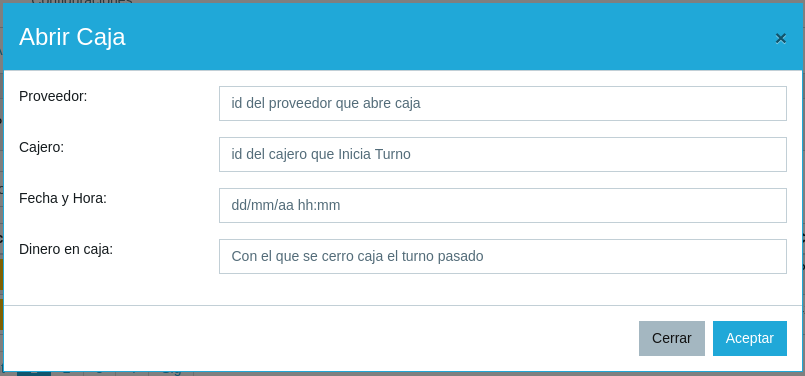 Configuraciones
Abrir Caja
×
Proveedor:
id del proveedor que abre caja
Cajero:
id del cajero que Inicia Turno
Fecha y Hora:
dd/mm/aa hh:mm
Dinero en caja:
Con el que se cerro caja el turno pasado
Cerrar
Aceptar